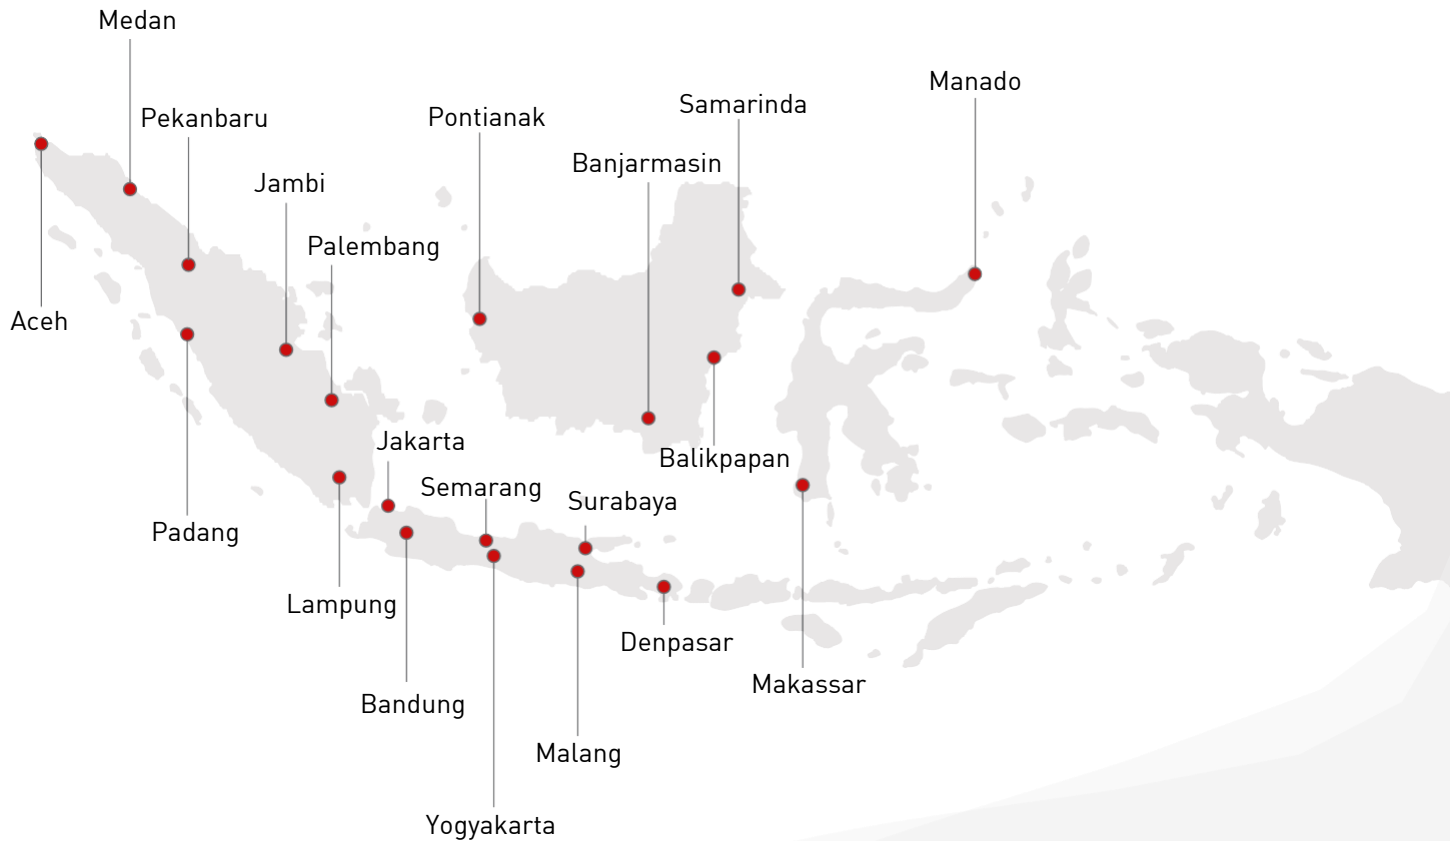 Medan
Manado
Samarinda
Pekanbaru
Pontianak
Banjarmasin
Jambi
Palembang
Aceh
Jakarta
Balikpapan
Semarang
Surabaya
Padang
Lampung
Denpasar
Makassar
Bandung
Malang
Yogyakarta